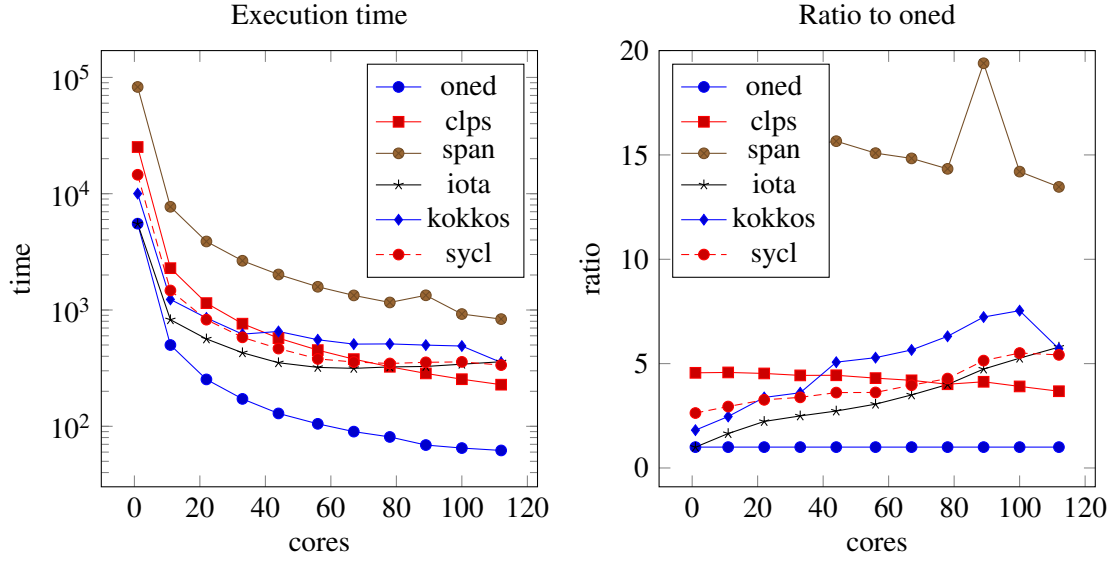 Execution time
10^5
10^4
10^3
10^2
time
0 20 40 60 80 100 120
cores
oned
clps
span
iota
kokkos
sycl
Ratio to oned
20
15
10
5
0
ratio
0 20 40 60 80 100 120
cores
oned
clps
span
iota
kokkos
sycl